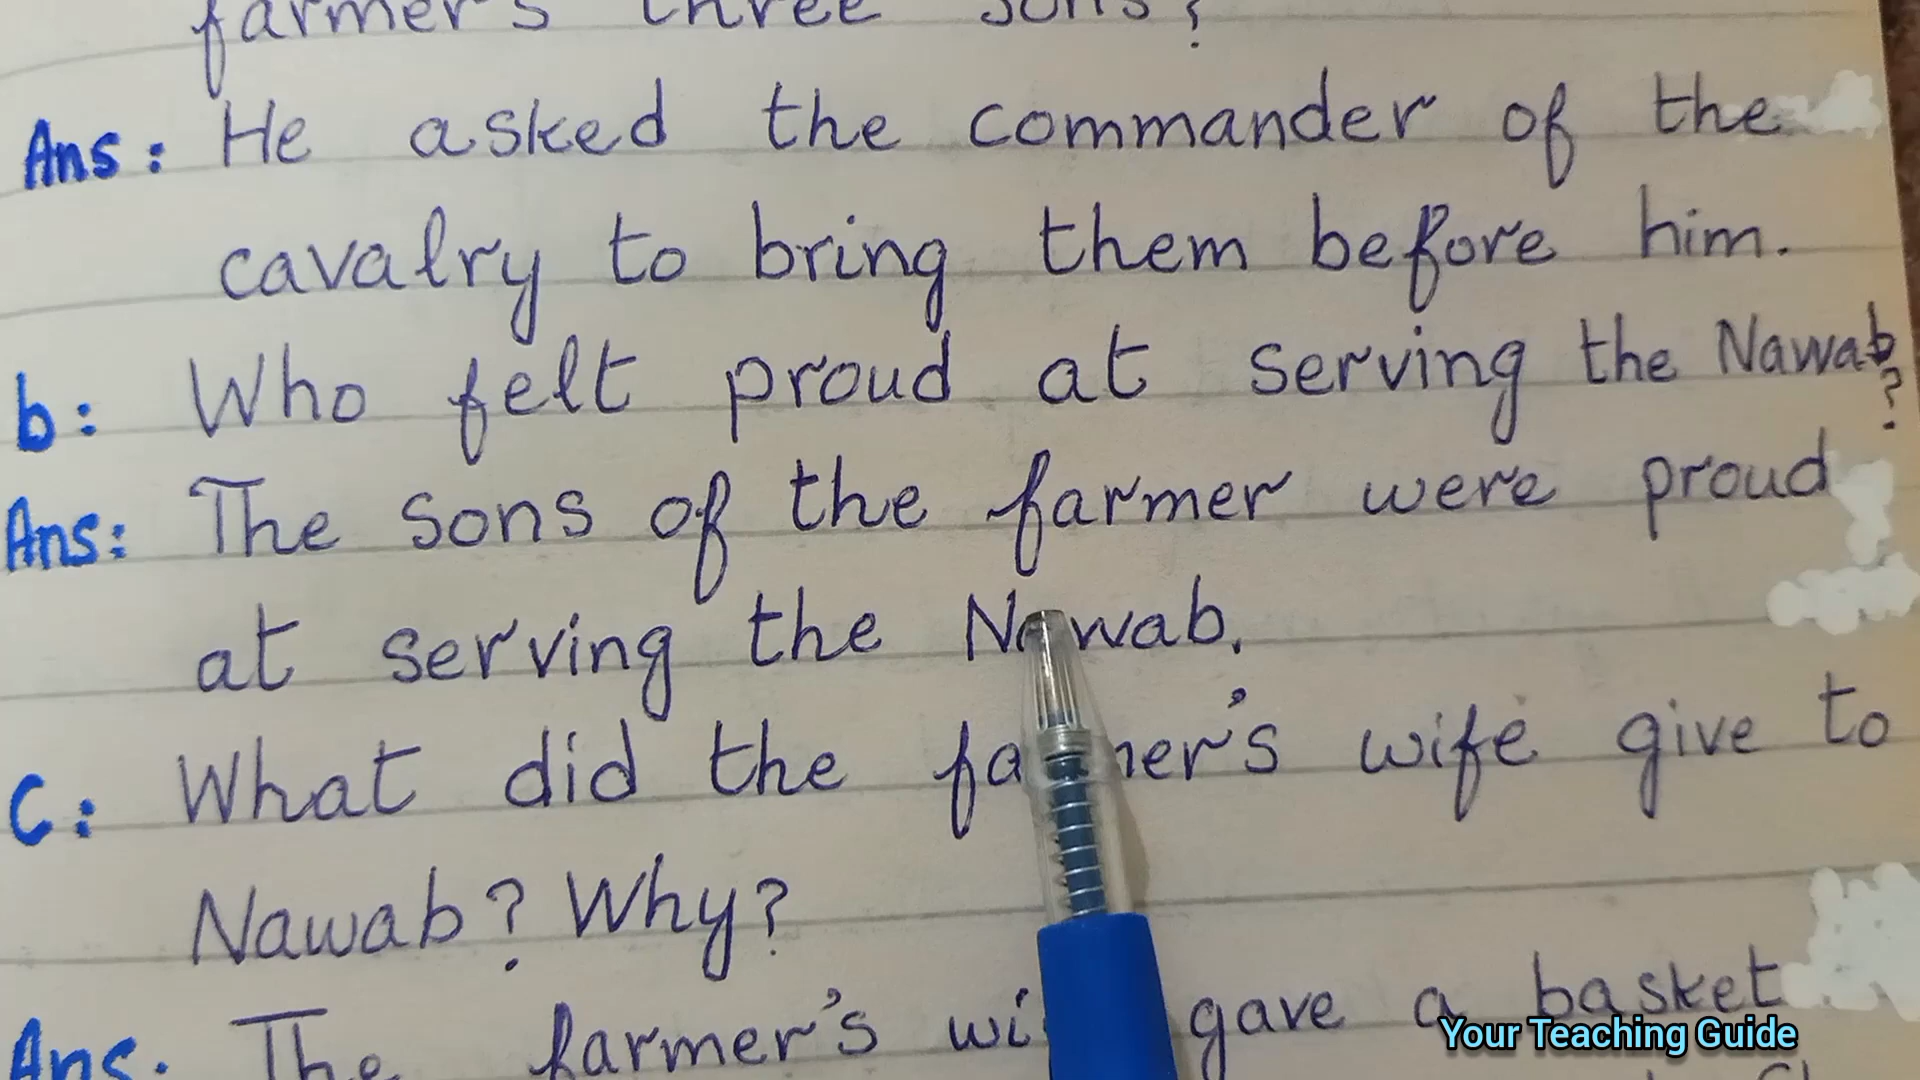 farmer's three sons?
Ans: He asked the commander of the
cavalry to bring them before him.
b: Who felt proud at serving the Nawab?
Ans: The sons of the farmer were proud
at serving the Nawab.
C: What did the farmer's wife give to
Nawab? Why?
Ans. The farmer's wi gave a basket
Your Teaching Guide